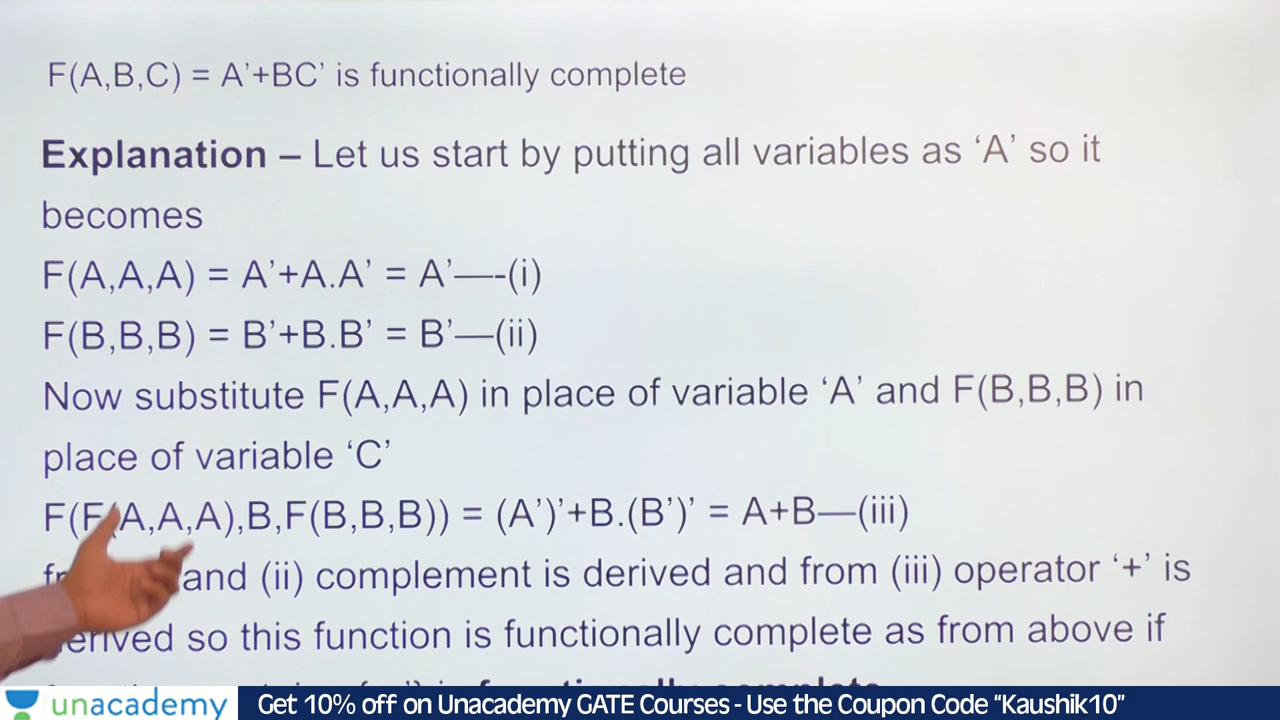 F(A,B,C) = A'+BC' is functionally complete
Explanation – Let us start by putting all variables as 'A' so it
becomes
F(A,A,A) = A'+A.A' = A'—-(i)
F(B,B,B) = B'+B.B' = B'—(ii)
Now substitute F(A,A,A) in place of variable 'A' and F(B,B,B) in
place of variable 'C'
F(F(A,A,A),B,F(B,B,B)) = (A')'+B.(B')' = A+B—(iii)
and (ii) complement is derived and from (iii) operator '+' is
so this function is functionally complete as from above if
unacademy Get 10% off on Unacademy GATE Courses - Use the Coupon Code "Kaushik10"